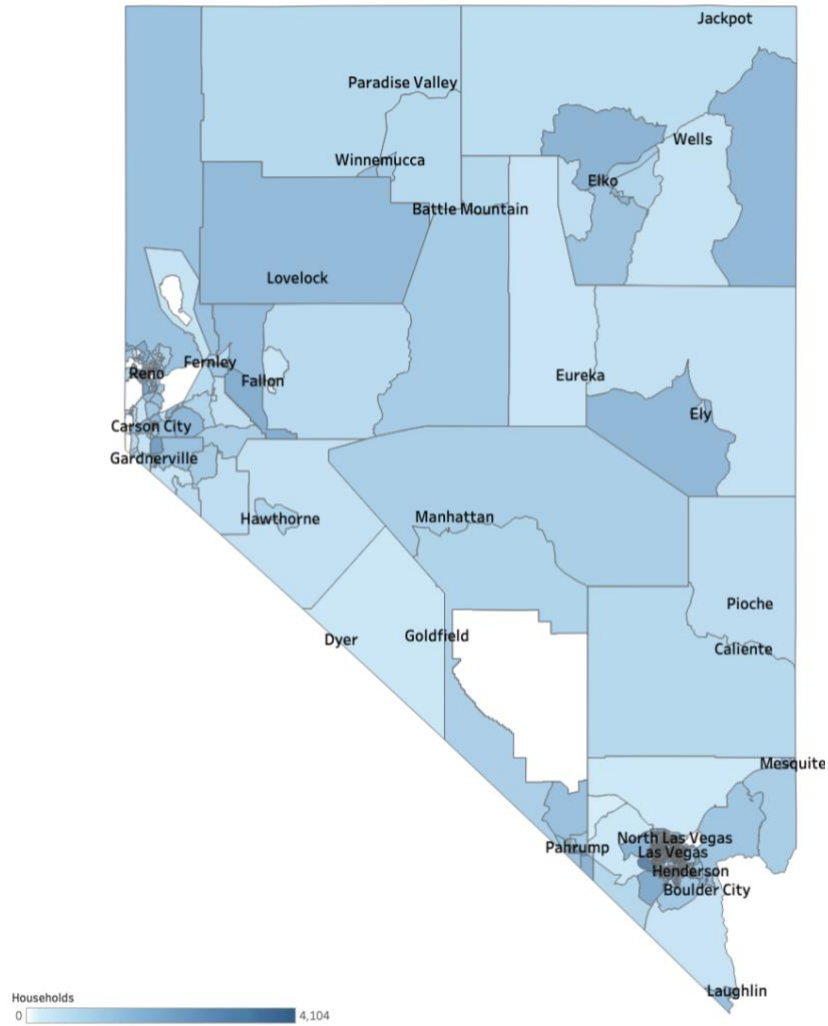 Jackpot
Paradise Valley
Wells
Winnemucca
Elko
Battle Mountain
Lovelock
Fernley
Reno
Eureka
Fallon
Ely
Carson City
Gardnerville
Manhattan
Hawthorne
Pioche
Goldfield
Dyer
Caliente
Mesquite
North Las Vegas
Pahrump
Las Vegas
Henderson
Boulder City
Laughlin
Households
0 4,104